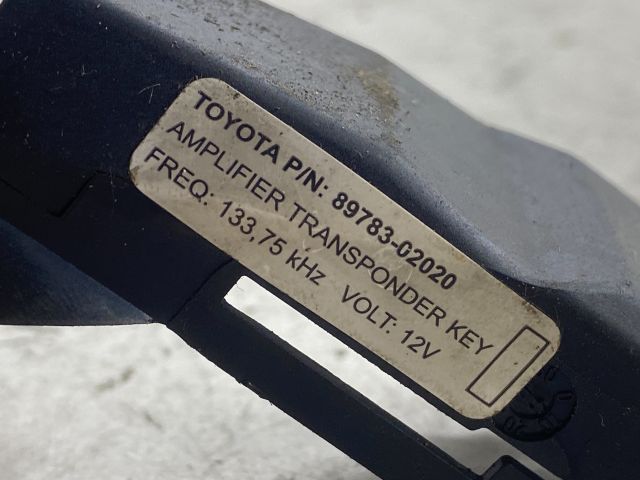 TOYOTA P/N: 89783-02020
AMPLIFIER TRANSPONDER KEY
FREQ: 133,75 kHz VOLT: 12V